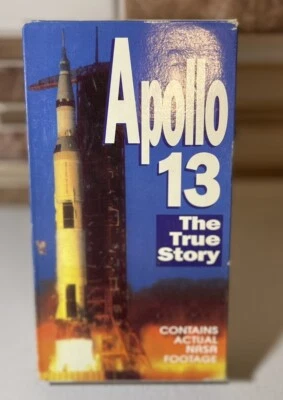 Apollo
13
The
True
Story
CONTAINS
ACTUAL
NASA
FOOTAGE